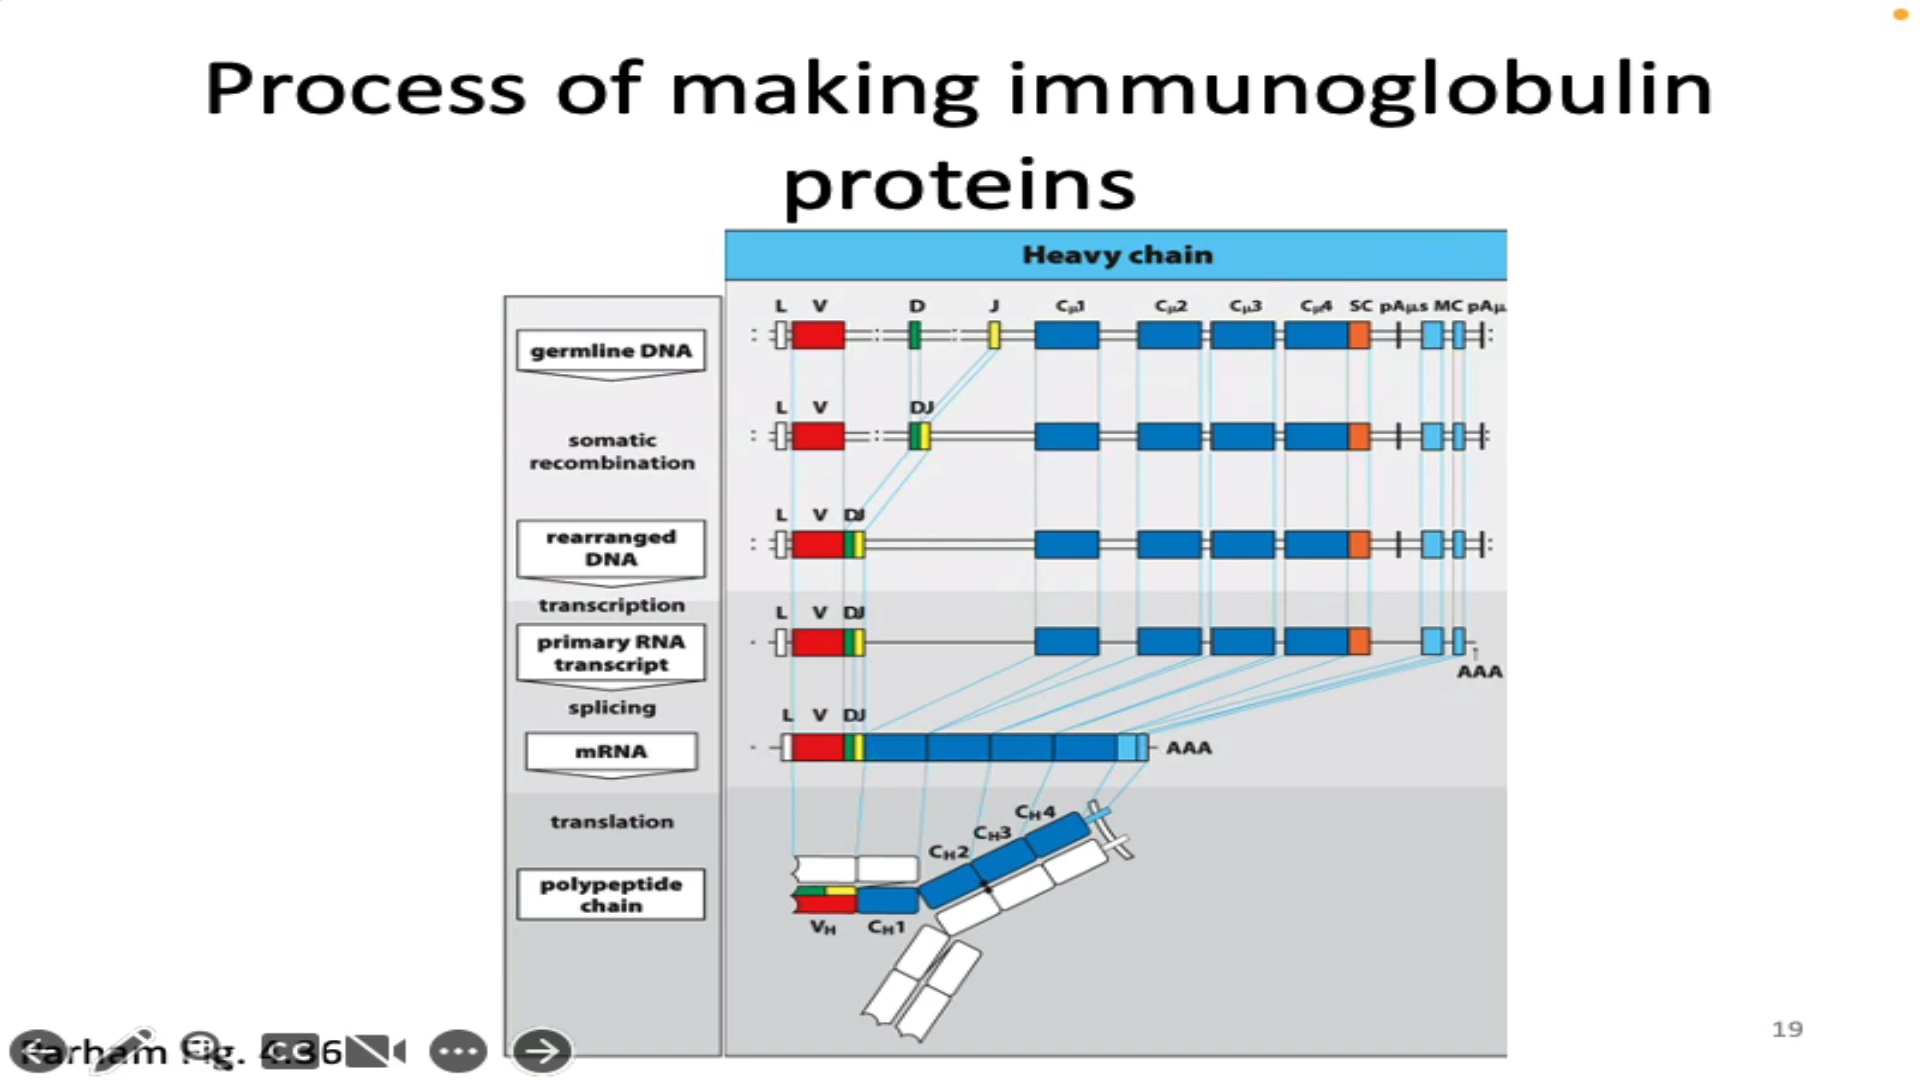 Process of making immunoglobulin
proteins
Heavy chain
L V D J Cμ1 Cμ2 Cμ3 Cμ4 SC pAμs MC pAμ
germline DNA
L V DJ
somatic
recombination
L V DJ
rearranged
DNA
transcription
L V DJ
primary RNA
transcript
AAA
splicing
L V DJ
mRNA
AAA
translation
CH4
CH3
CH2
polypeptide
chain
VH CH1
19
Parham Fig. 4.36
CC